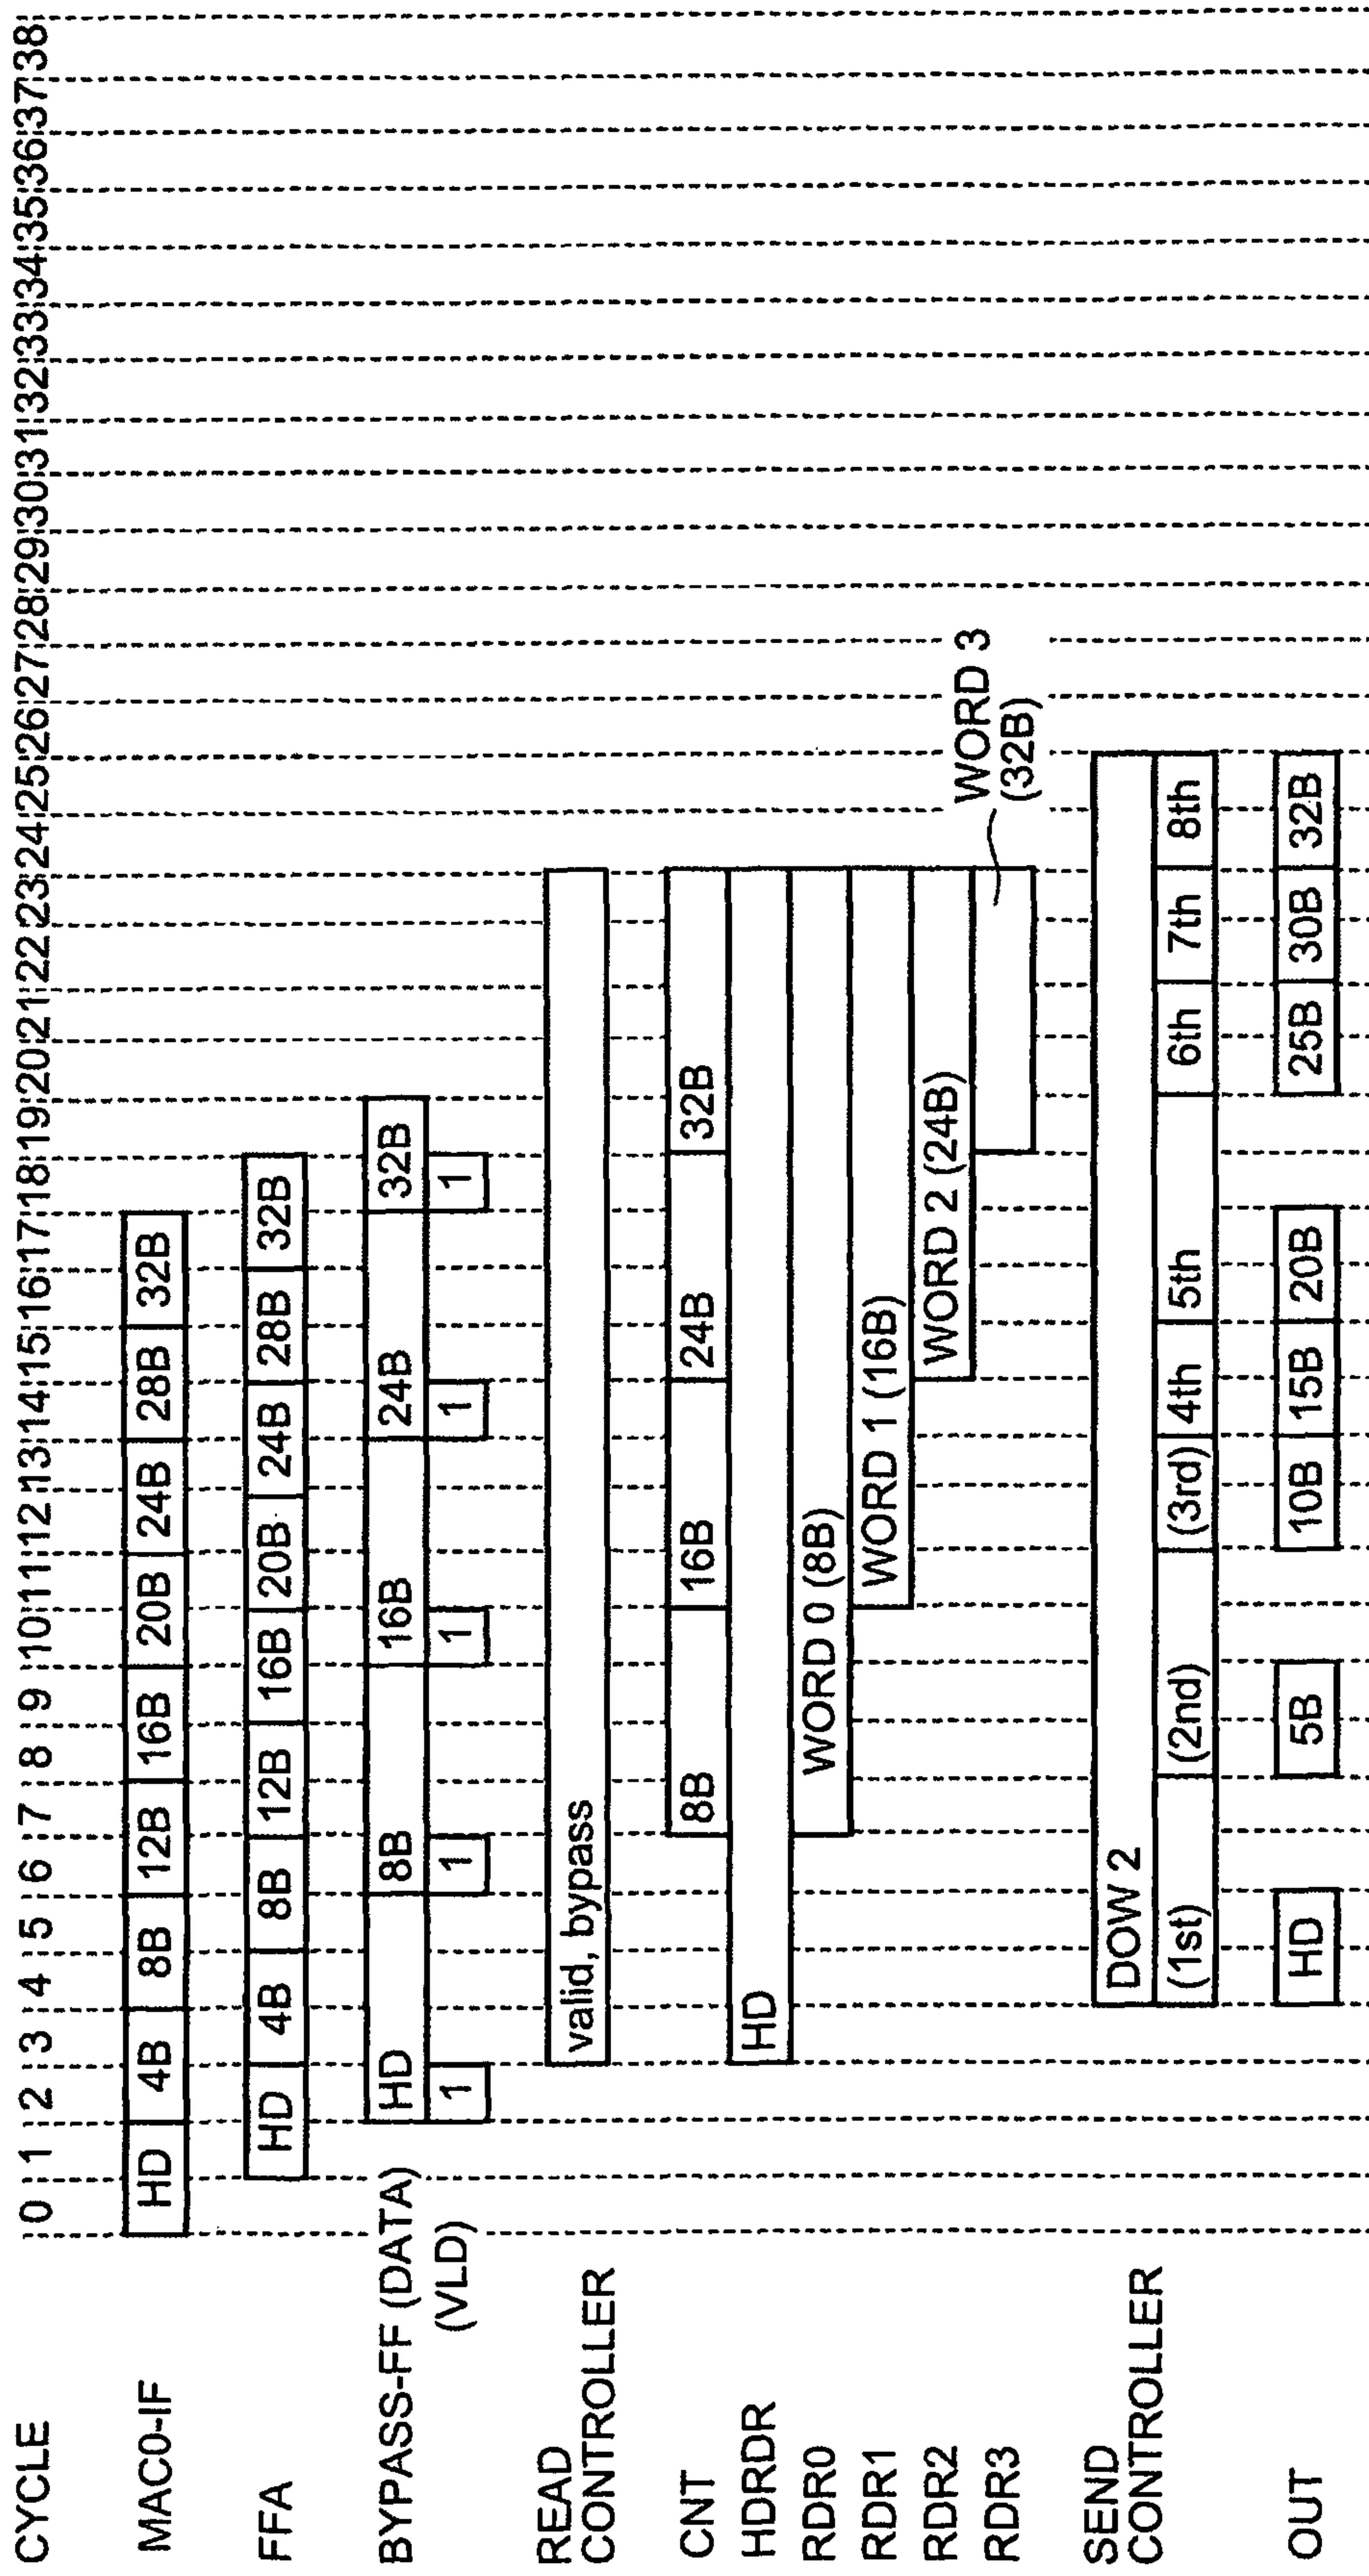 CYCLE 0 1 2 3 4 5 6 7 8 9 10 11 12 13 14 15 16 17 18 19 20 21 22 23 24 25 26 27 28 29 30 31 32 33 34 35 36 37 38
MAC0-IF HD 4B 8B 12B 16B 20B 24B 28B 32B
FFA HD 4B 8B 12B 16B 20B 24B 28B 32B
BYPASS-FF (DATA) HD 8B 16B 24B 32B
(VLD) 1 1 1 1 1
READ
CONTROLLER valid, bypass
CNT 8B 16B 24B 32B
HDRDR HD
RDR0 WORD 0 (8B)
RDR1 WORD 1 (16B)
RDR2 WORD 2 (24B)
RDR3
WORD 3
(32B)
SEND
CONTROLLER
DOW 2
(1st) (2nd) (3rd) 4th 5th 6th 7th 8th
OUT HD 5B 10B 15B 20B 25B 30B 32B